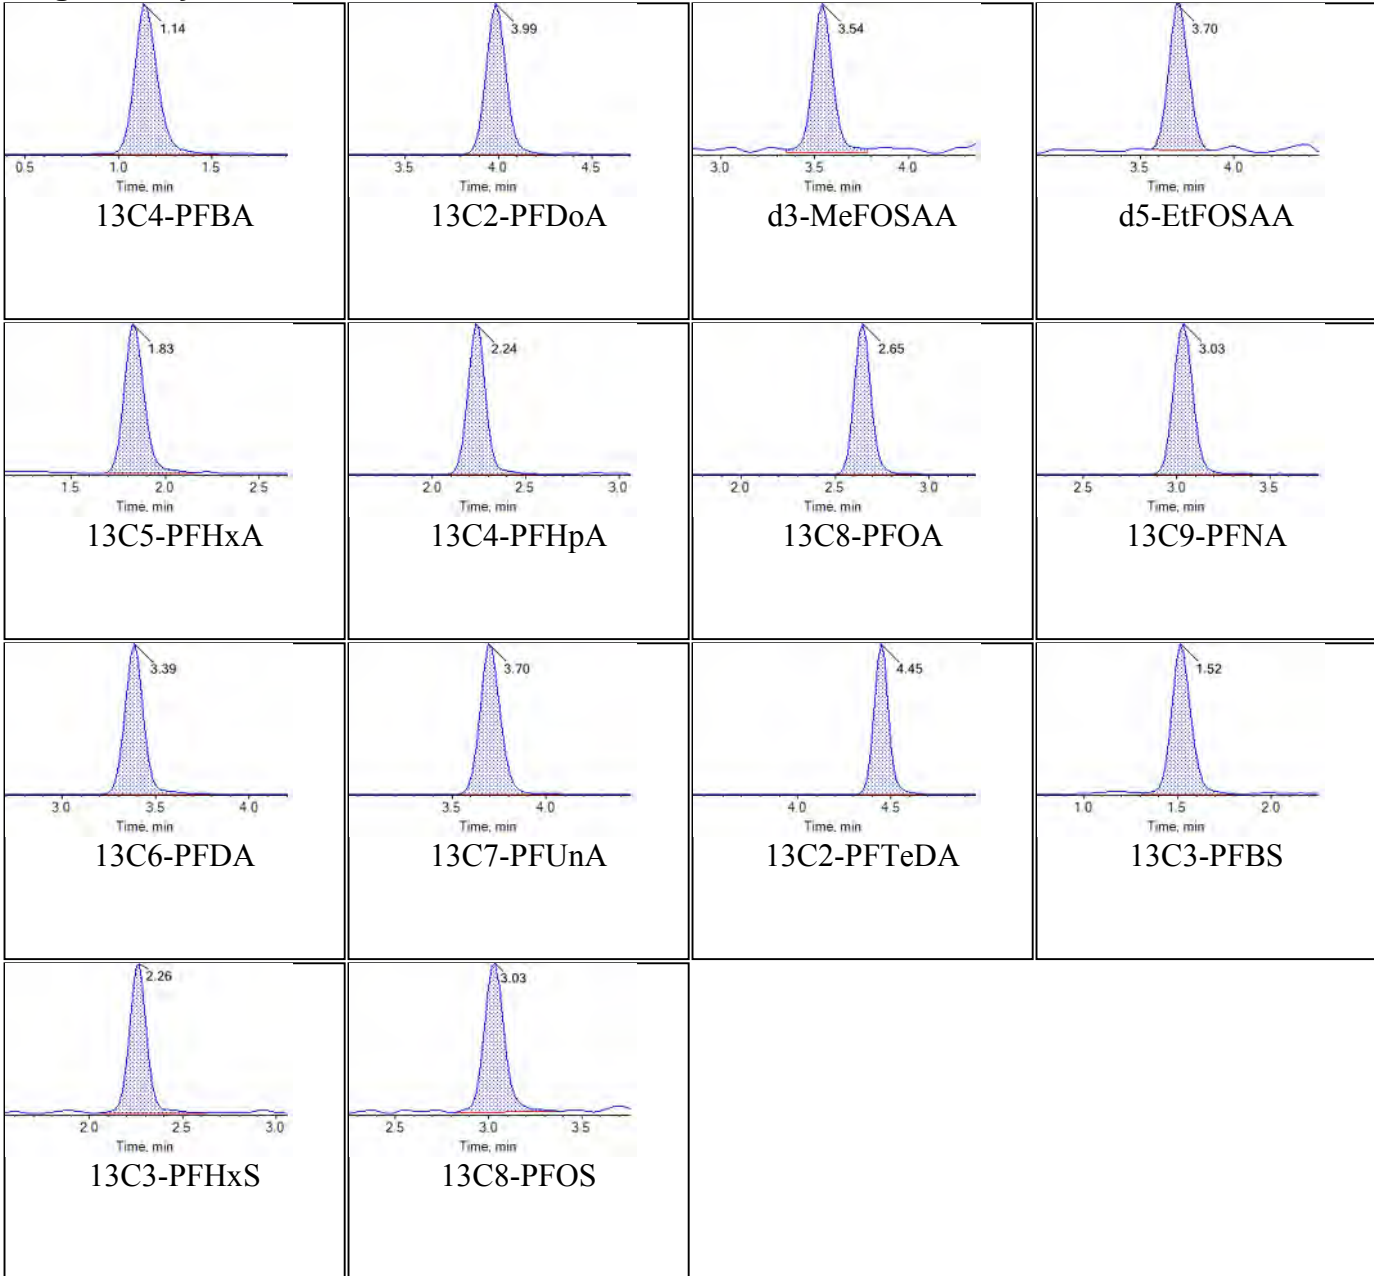 1.14
0.5 1.0 1.5
Time, min
13C4-PFBA
3.99
3.5 4.0 4.5
Time, min
13C2-PFDoA
3.54
3.0 3.5 4.0
Time, min
d3-MeFOSAA
3.70
3.5 4.0
Time, min
d5-EtFOSAA
1.83
1.5 2.0 2.5
Time, min
13C5-PFHxA
2.24
2.0 2.5 3.0
Time, min
13C4-PFHpA
2.65
2.0 2.5 3.0
Time, min
13C8-PFOA
3.03
2.5 3.0 3.5
Time, min
13C9-PFNA
3.39
3.0 3.5 4.0
Time, min
13C6-PFDA
3.70
3.5 4.0
Time, min
13C7-PFUnA
4.45
4.0 4.5
Time, min
13C2-PFTeDA
1.52
1.0 1.5 2.0
Time, min
13C3-PFBS
2.26
2.0 2.5 3.0
Time, min
13C3-PFHxS
3.03
2.5 3.0 3.5
Time, min
13C8-PFOS